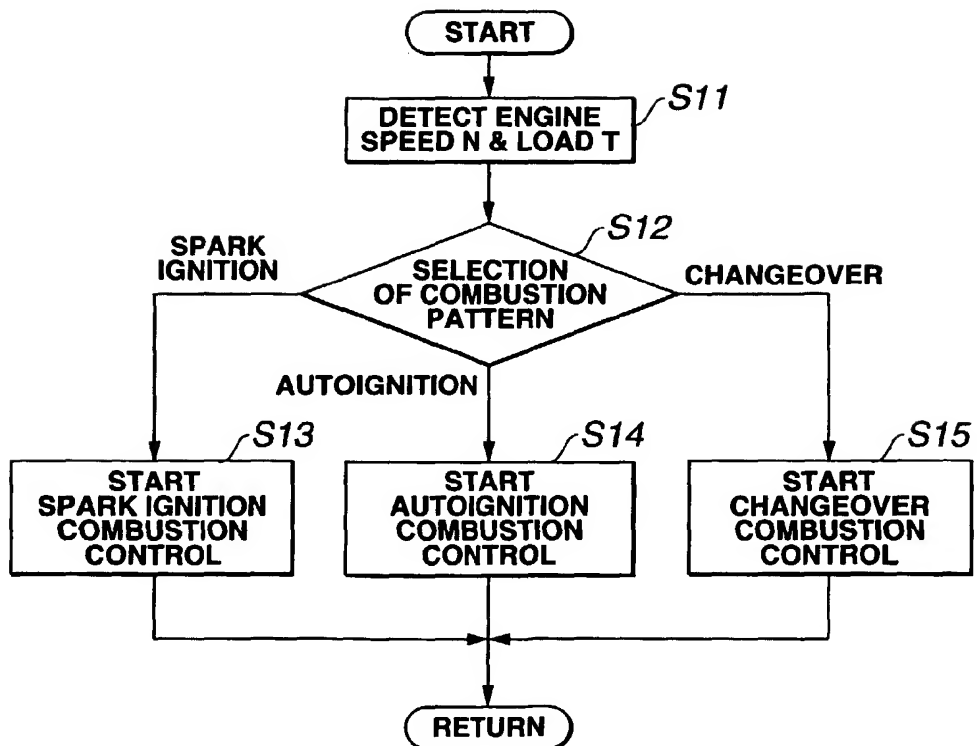 START
DETECT ENGINE
SPEED N & LOAD T
S11
SELECTION
OF COMBUSTION
PATTERN
S12
SPARK
IGNITION
AUTOIGNITION
CHANGEOVER
START
SPARK IGNITION
COMBUSTION
CONTROL
S13
START
AUTOIGNITION
COMBUSTION
CONTROL
S14
START
CHANGEOVER
COMBUSTION
CONTROL
S15
RETURN